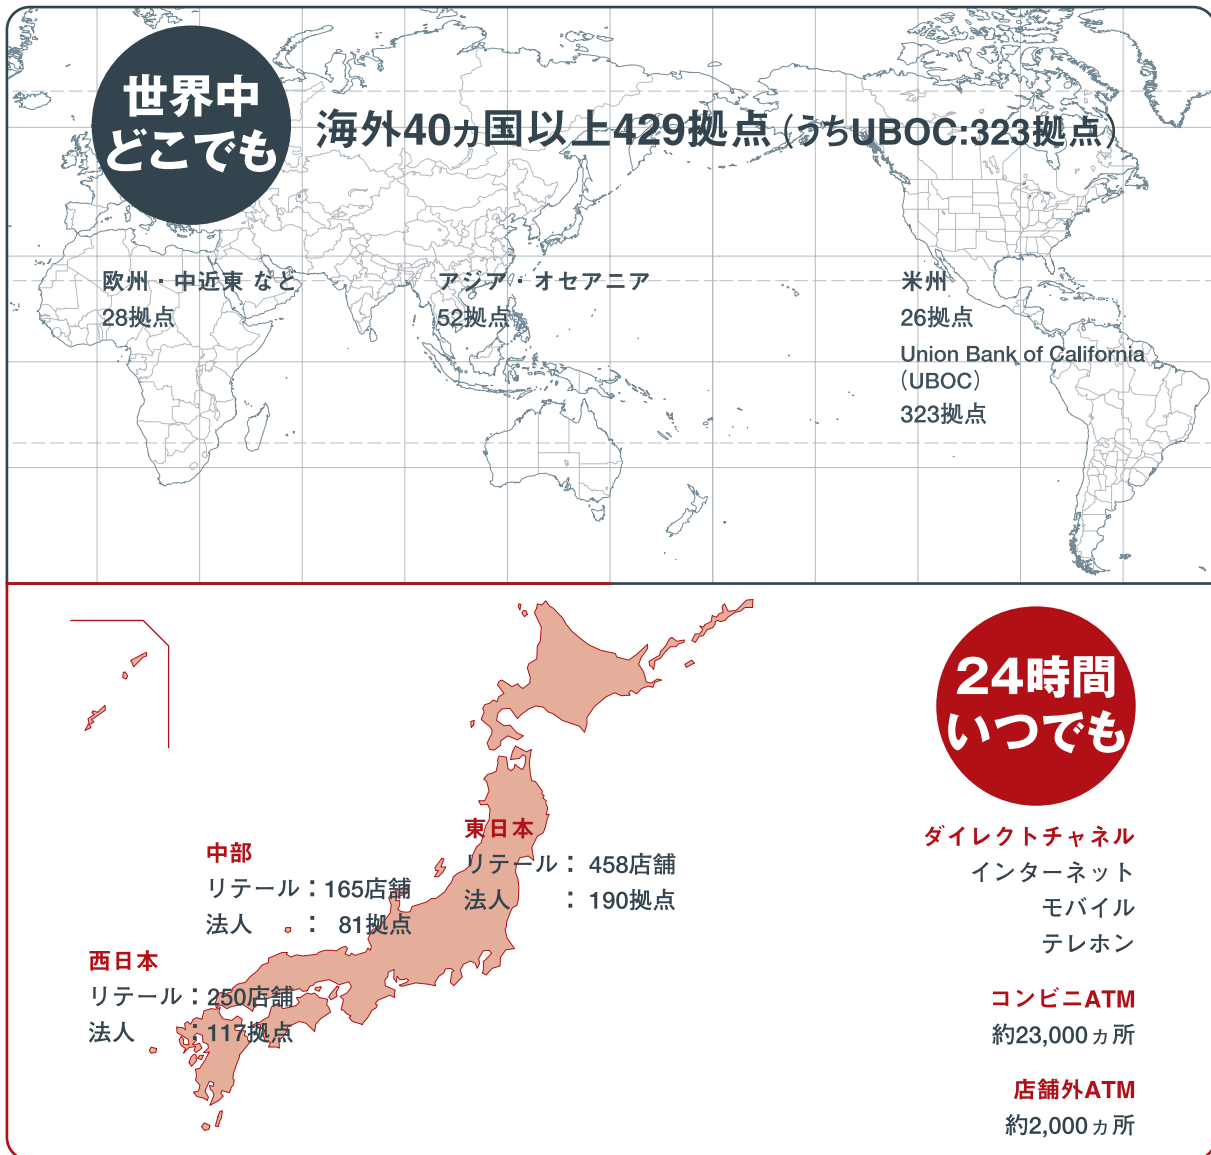 世界中
どこでも
海外40ヵ国以上429拠点（うちUBOC:323拠点）
欧州・中近東 など
28拠点
アジア・オセアニア
52拠点
米州
26拠点
Union Bank of California
（UBOC）
323拠点
24時間
いつでも
東日本
リテール： 458店舗
法人　　： 190拠点
中部
リテール：165店舗
法人　　： 81拠点
西日本
リテール：250店舗
法人　　：117拠点
ダイレクトチャネル
インターネット
モバイル
テレホン
コンビニATM
約23,000ヵ所
店舗外ATM
約2,000ヵ所